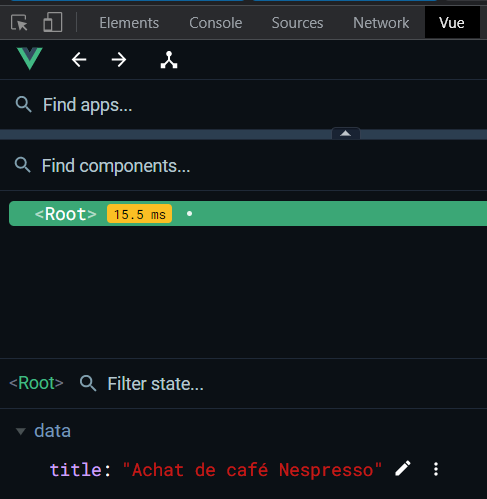 Elements Console Sources Network Vue
Find apps...
Find components...
<Root> 15.5 ms
<Root> Filter state...
data
title: "Achat de café Nespresso"